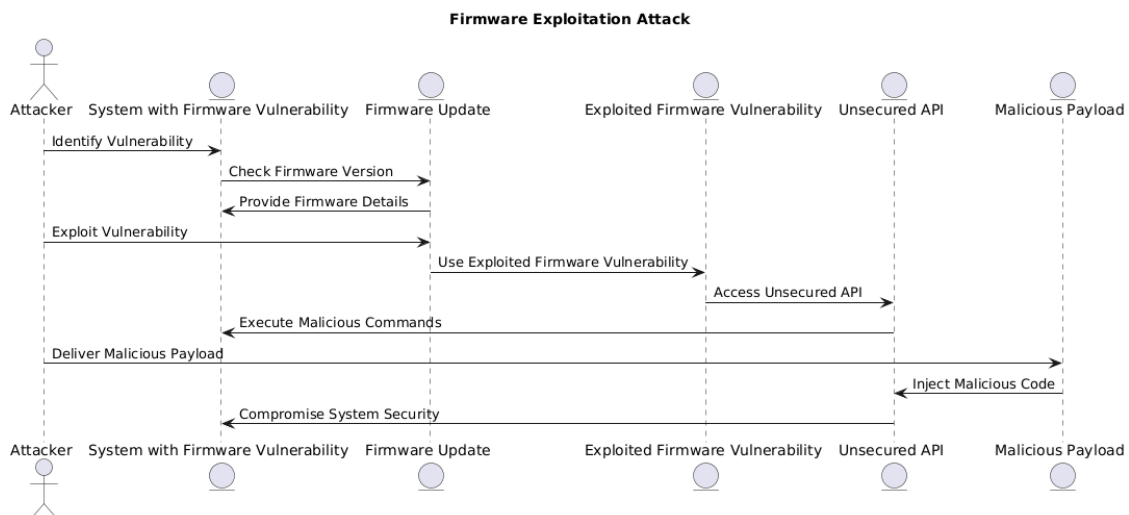 Firmware Exploitation Attack
Attacker System with Firmware Vulnerability Firmware Update Exploited Firmware Vulnerability Unsecured API Malicious Payload
Identify Vulnerability
Check Firmware Version
Provide Firmware Details
Exploit Vulnerability
Use Exploited Firmware Vulnerability
Access Unsecured API
Execute Malicious Commands
Deliver Malicious Payload
Inject Malicious Code
Compromise System Security
Attacker System with Firmware Vulnerability Firmware Update Exploited Firmware Vulnerability Unsecured API Malicious Payload